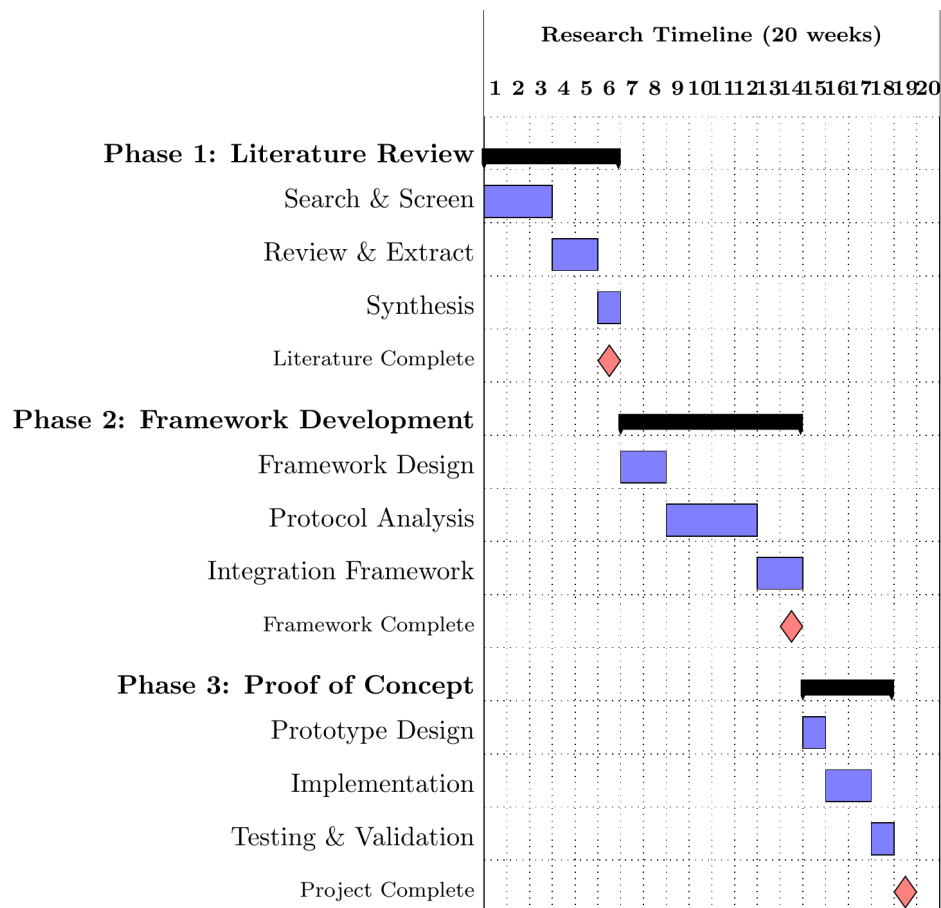 Research Timeline (20 weeks)
1 2 3 4 5 6 7 8 9 10 11 12 13 14 15 16 17 18 19 20
Phase 1: Literature Review
Search & Screen
Review & Extract
Synthesis
Literature Complete
Phase 2: Framework Development
Framework Design
Protocol Analysis
Integration Framework
Framework Complete
Phase 3: Proof of Concept
Prototype Design
Implementation
Testing & Validation
Project Complete